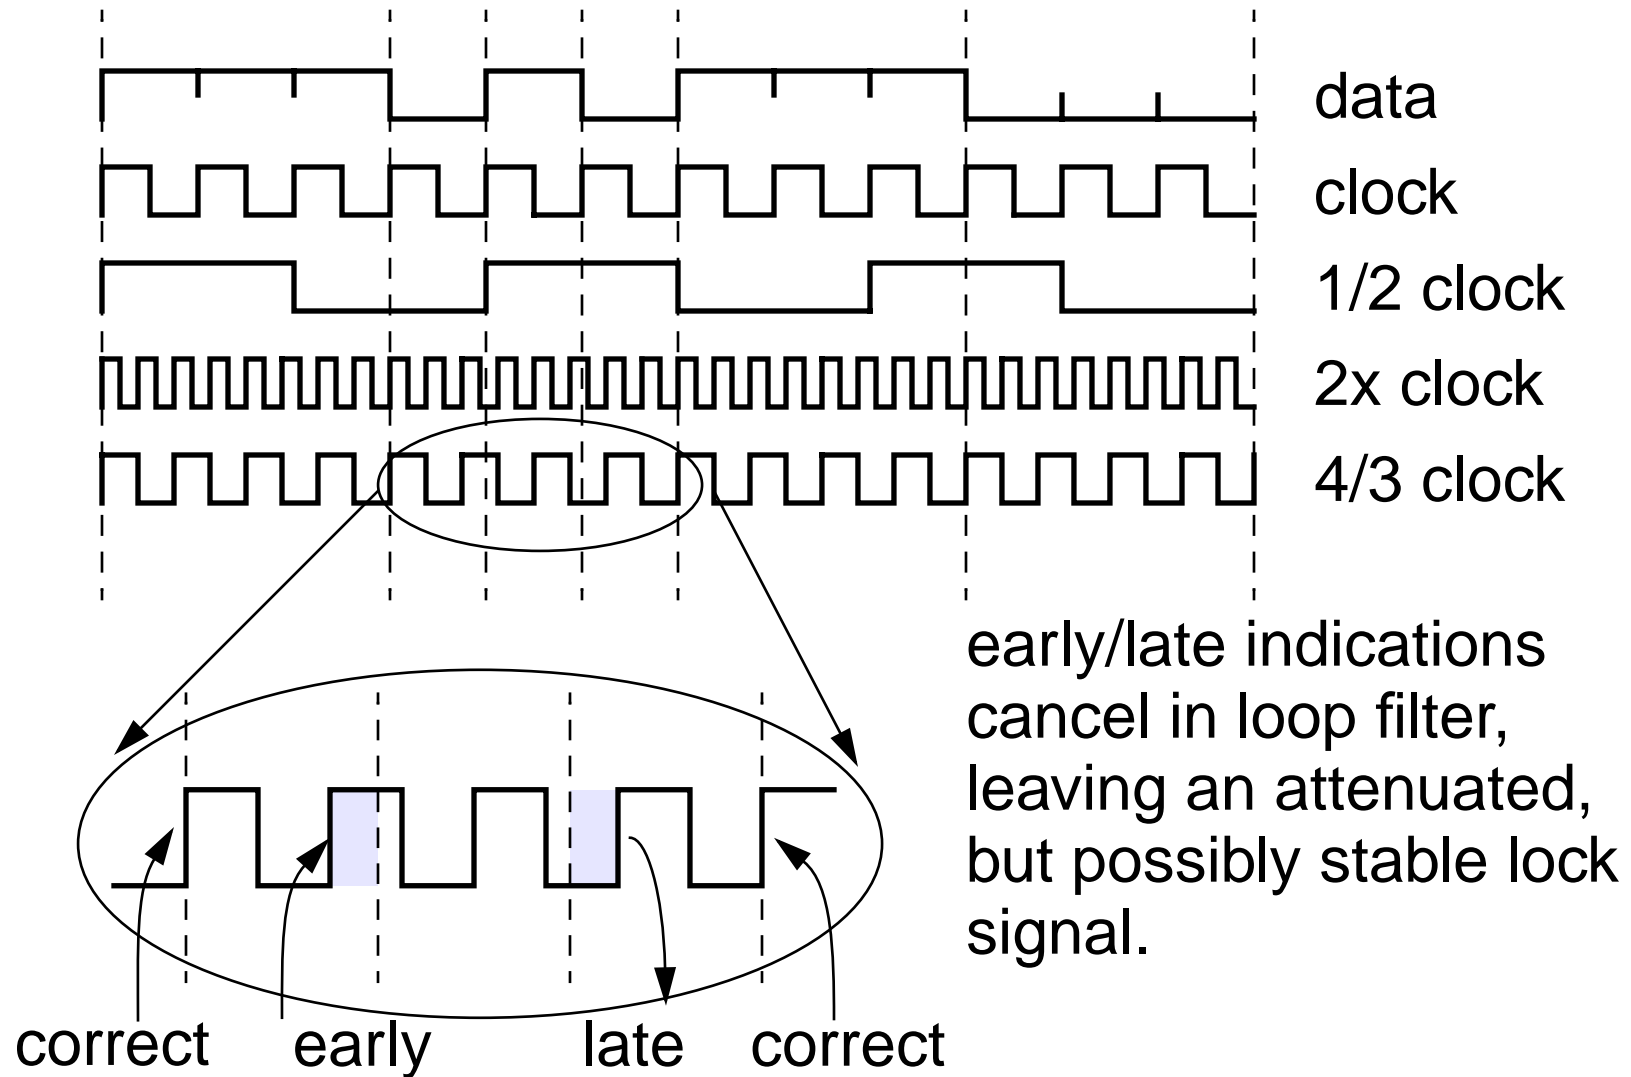 data
clock
1/2 clock
2x clock
4/3 clock
early/late indications
cancel in loop filter,
leaving an attenuated,
but possibly stable lock
signal.
correct early late correct